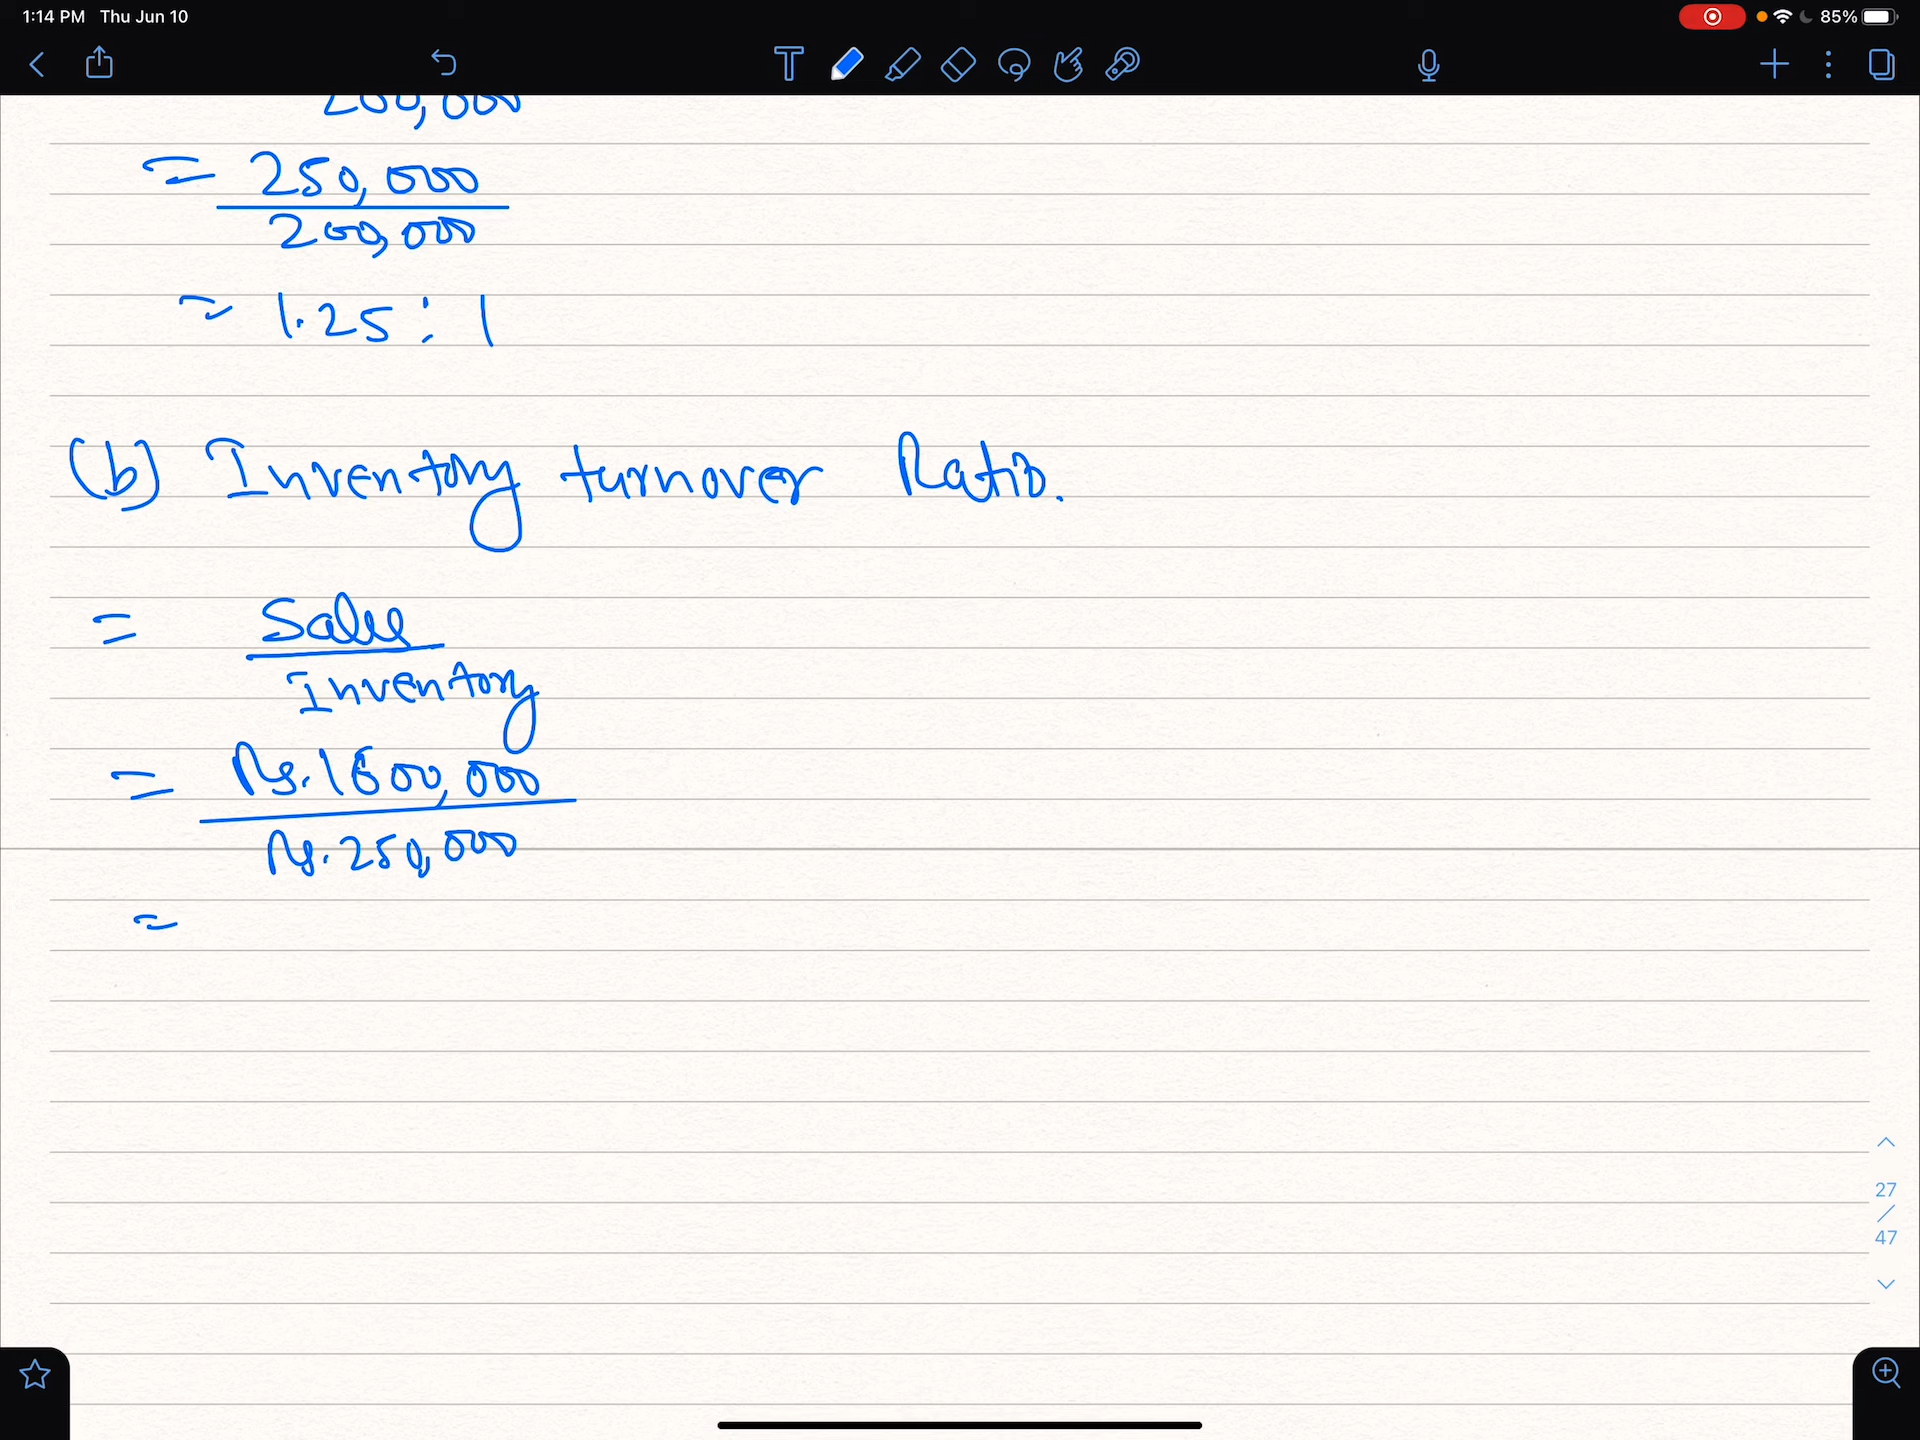 1:14 PM Thu Jun 10
85%
200,000
= 250,000
200,000
= 1.25 : 1
(b) Inventory turnover Ratio.
= Sales
Inventory
= Rs.
Rs. 250,000
=
27
/
47